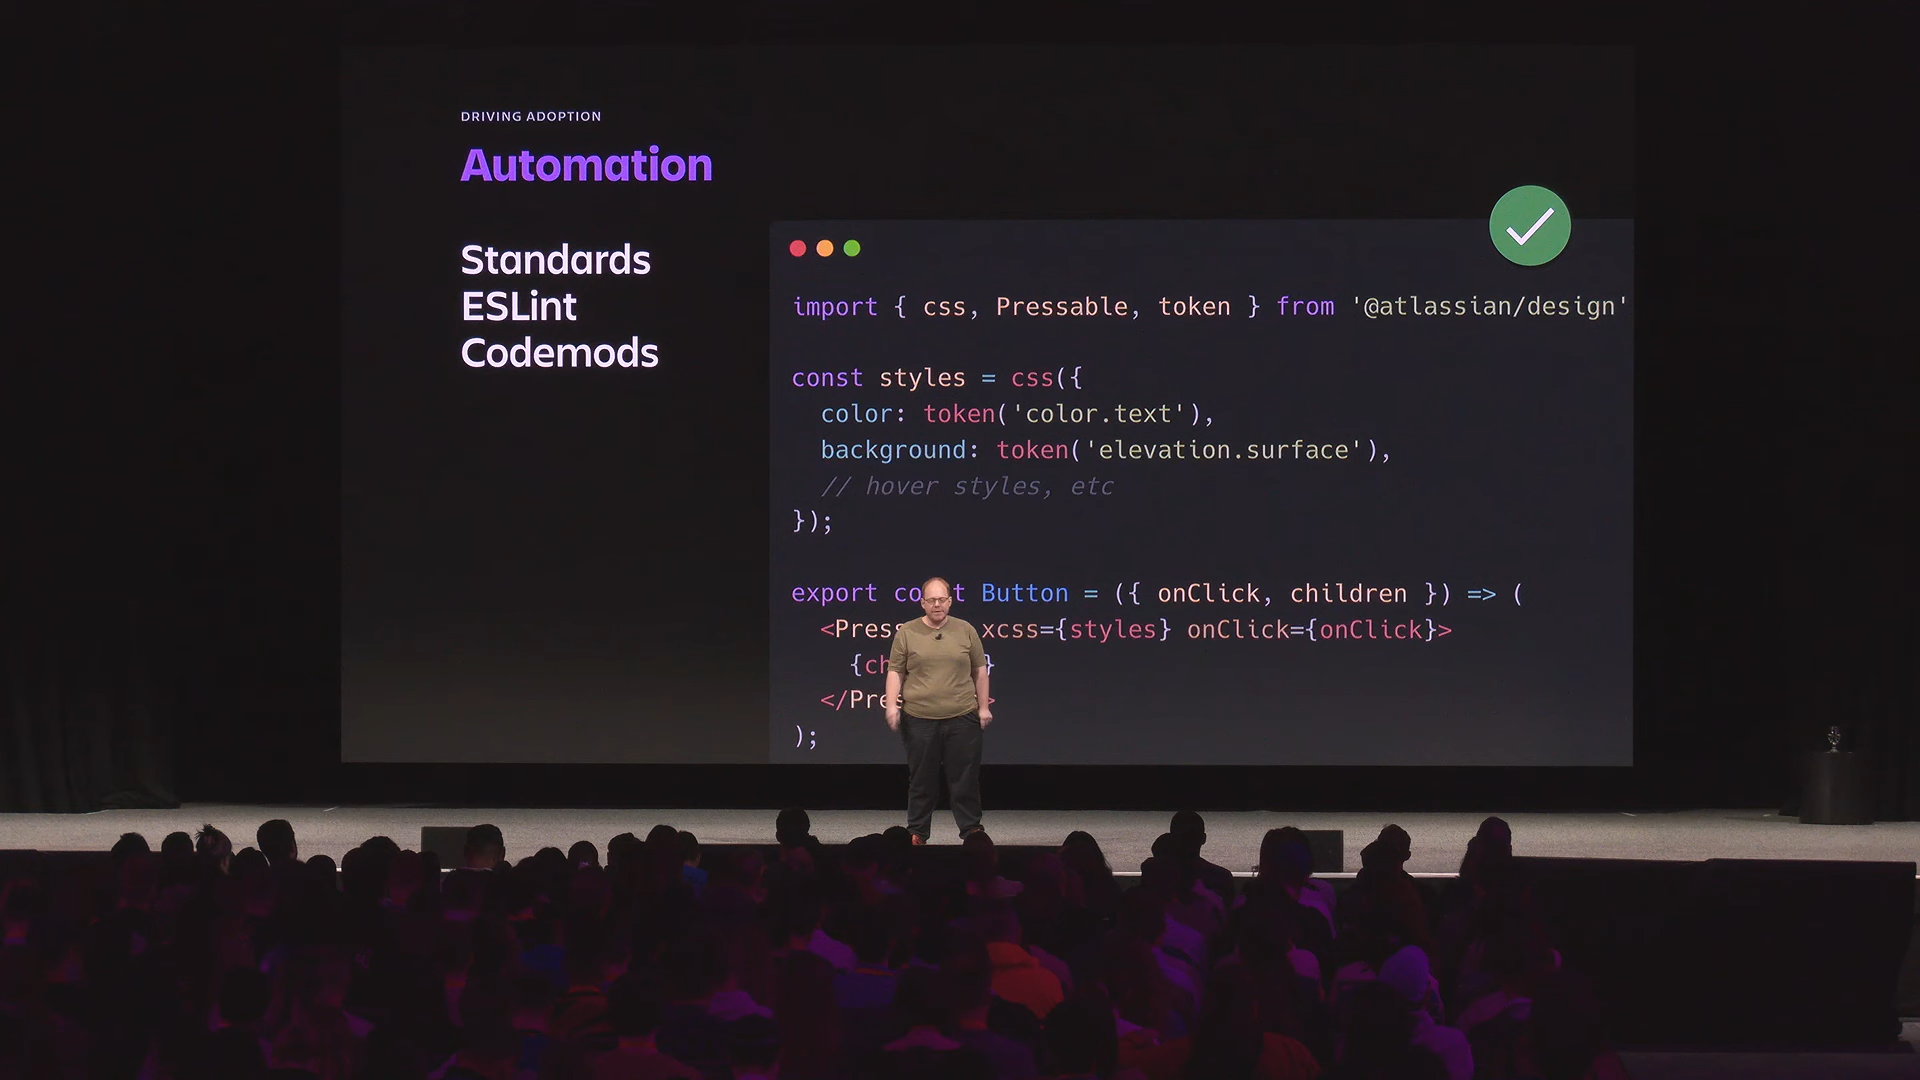 DRIVING ADOPTION
Automation
Standards
ESLint
Codemods
import { css, Pressable, token } from '@atlassian/design'
const styles = css({
  color: token('color.text'),
  background: token('elevation.surface'),
  // hover styles, etc
});
export co t Button = ({ onClick, children }) => (
  <Press xcss={styles} onClick={onClick}>
    {ch }
  </Pres >
);